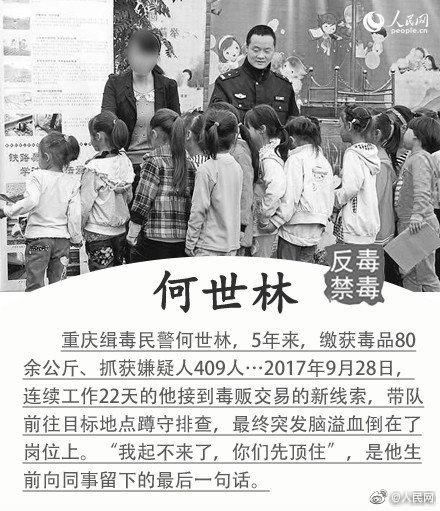 人民网
people.cn
铁路
何世林
反毒
禁毒
重庆缉毒民警何世林，5年来，缴获毒品80
余公斤、抓获嫌疑人409人…2017年9月28日，
连续工作22天的他接到毒贩交易的新线索，带队
前往目标地点蹲守排查，最终突发脑溢血倒在了
岗位上。“我起不来了，你们先顶住”，是他生
前向同事留下的最后一句话。
@人民网